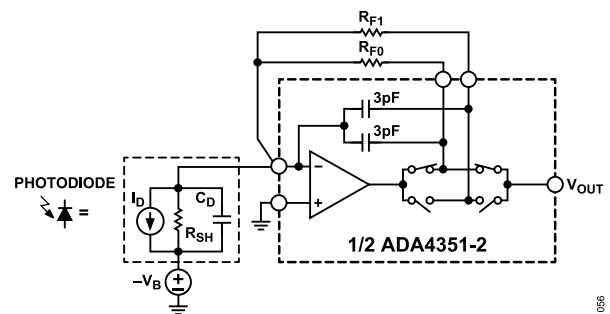 RF1
RF0
3pF
3pF
PHOTODIODE
=
ID
CD
RSH
−
+
VOUT
1/2 ADA4351-2
−VB
+
−
056